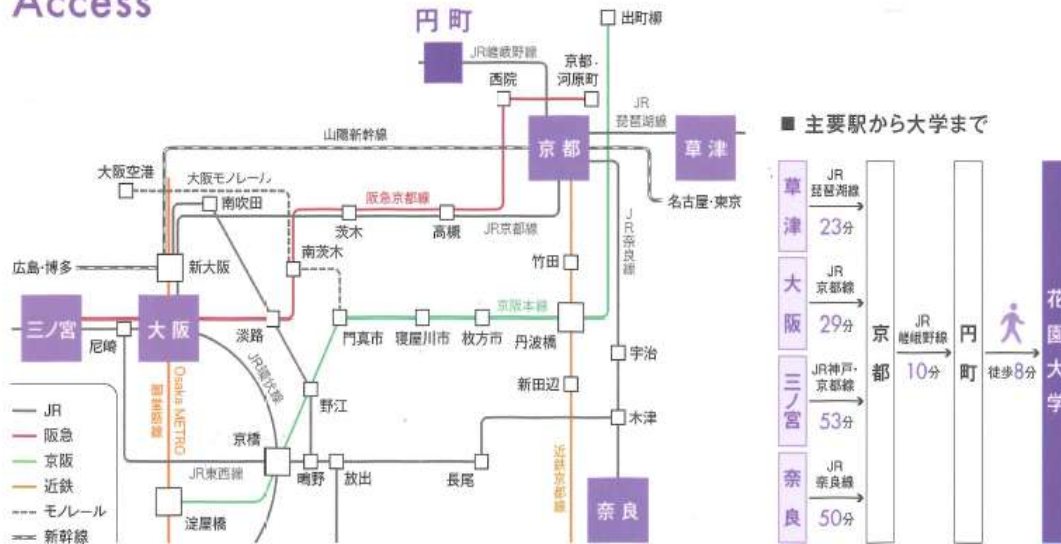 Access
円町
出町柳
JR嵯峨野線
西院
京都・
河原町
JR
琵琶湖線
山陽新幹線
京都
草津
大阪空港
大阪モノレール
南吹田
阪急京都線
茨木
高槻
JR京都線
名古屋・東京
JR奈良線
南茨木
竹田
広島・博多
新大阪
京阪本線
三ノ宮
尼崎
大阪
淡路
門真市
寝屋川市
枚方市
丹波橋
宇治
JR環状線
Osaka METRO
御堂筋線
野江
新田辺
木津
京橋
JR東西線
鴫野
放出
長尾
近鉄京都線
淀屋橋
奈良
JR
阪急
京阪
近鉄
モノレール
新幹線
■ 主要駅から大学まで
草津
JR
琵琶湖線
23分
大阪
JR
京都線
29分
三ノ宮
JR神戸・
京都線
53分
奈良
JR
奈良線
50分
京都
JR
嵯峨野線
10分
円町
徒歩8分
花園大学